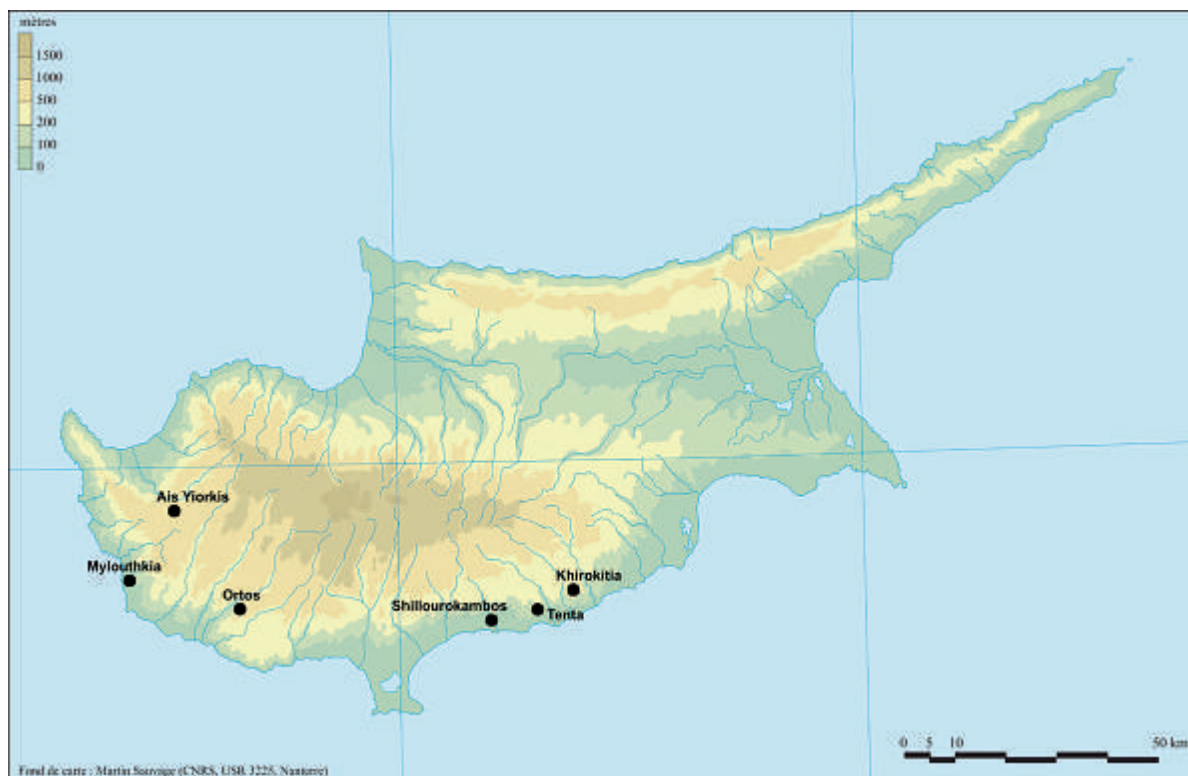 mètres
1500
1000
500
200
100
0
Ais Yiorkis
Mylouthkia
Ortos
Shillourokambos
Khirokitia
Tenta
0 5 10 50 km
Fond de carte : Martin Sauvage (CNRS, USR 3225, Nanterre)